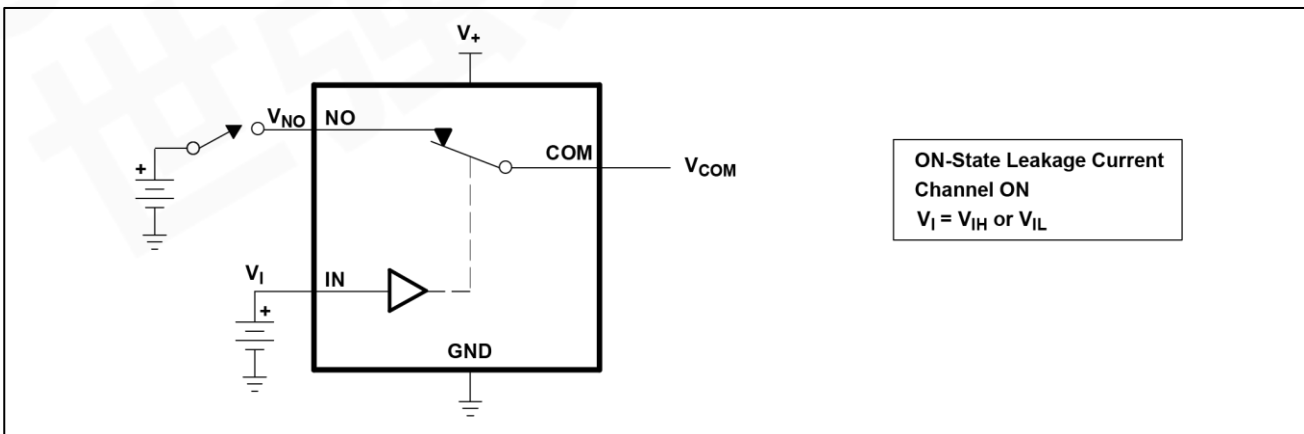 V+
VNO
NO
COM
VCOM
+
VI
IN
+
GND
ON-State Leakage Current
Channel ON
VI = VIH or VIL